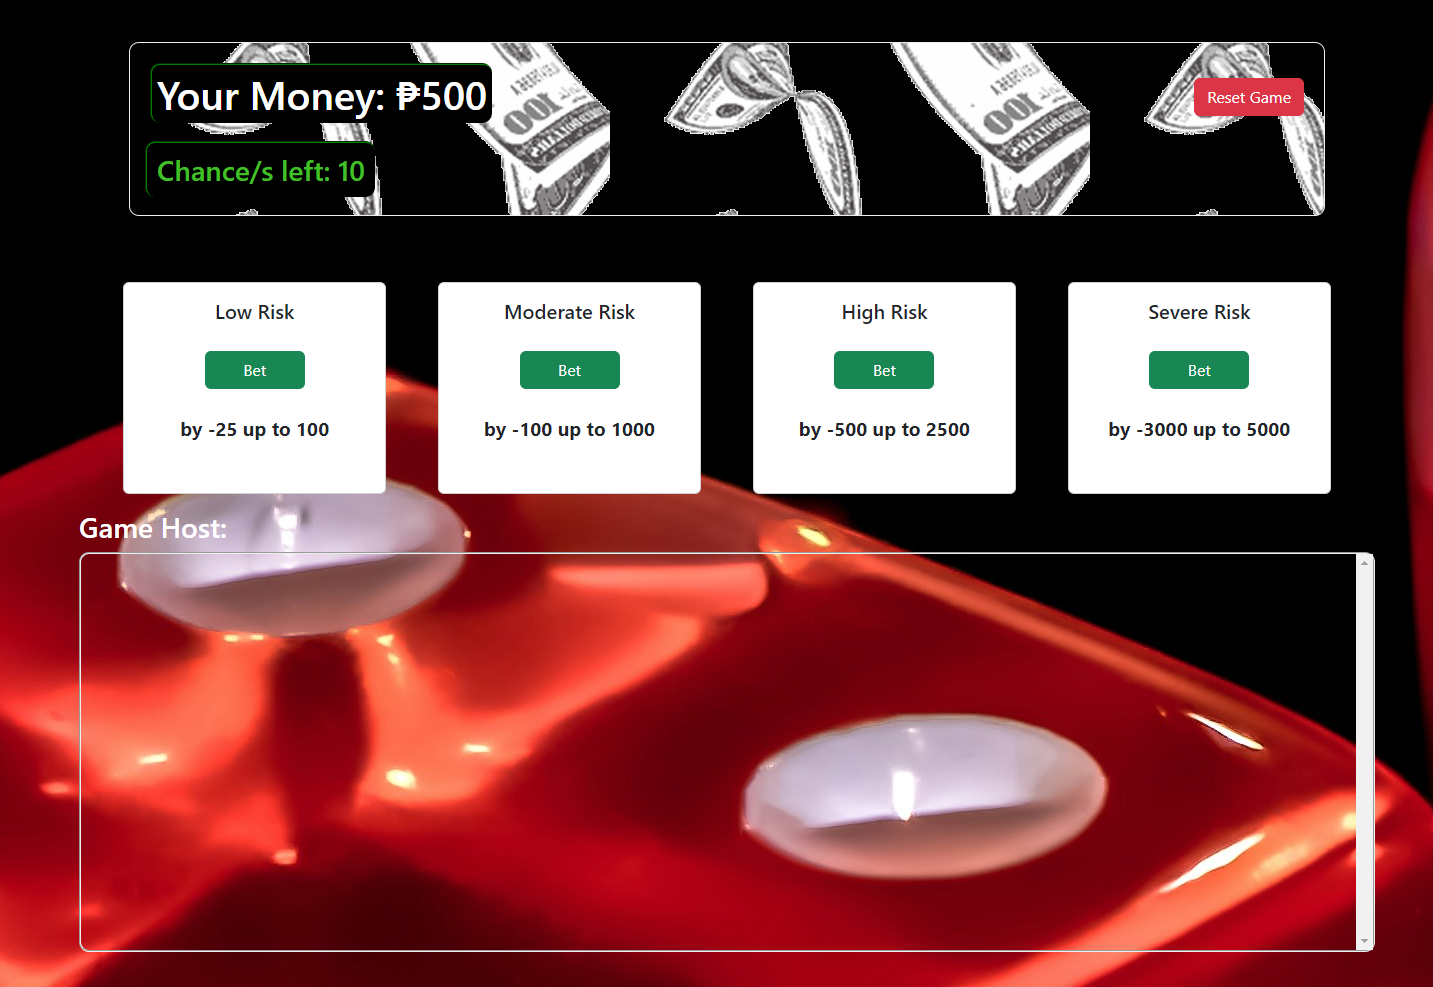 Your Money: ₱500
Reset Game
Chance/s left: 10
Low Risk
Bet
by -25 up to 100
Moderate Risk
Bet
by -100 up to 1000
High Risk
Bet
by -500 up to 2500
Severe Risk
Bet
by -3000 up to 5000
Game Host: